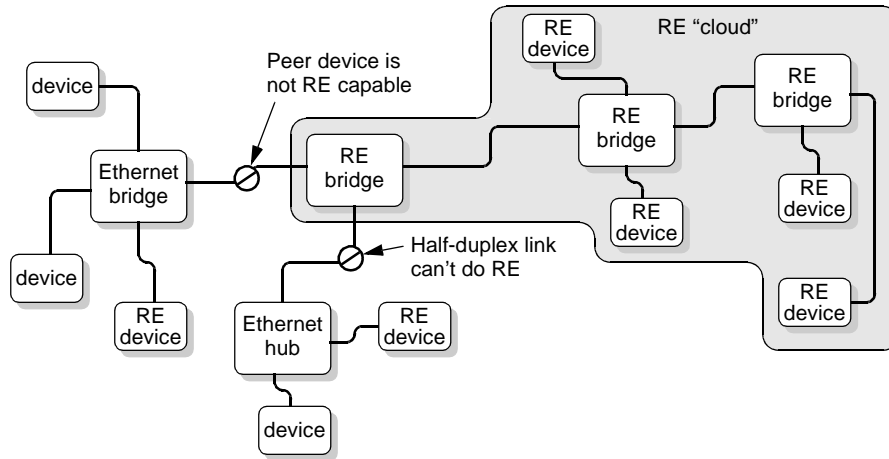 RE “cloud”
RE
device
Peer device is
not RE capable
device
RE
bridge
RE
bridge
Ethernet
bridge
RE
bridge
RE
device
RE
device
Half-duplex link
can't do RE
device
RE
device
RE
device
Ethernet
hub
RE
device
device